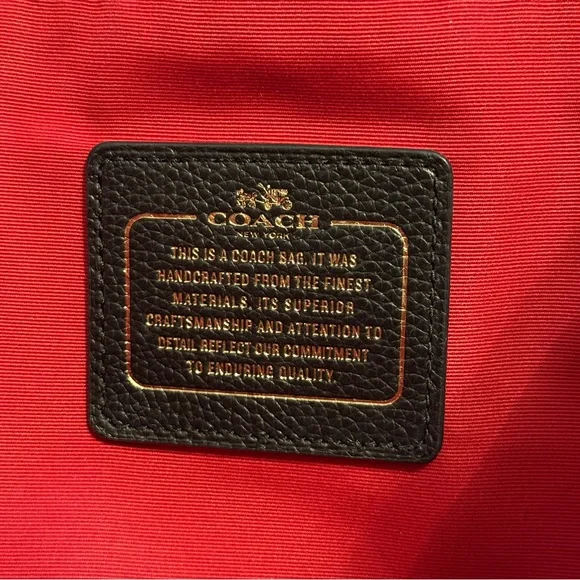 COACH
NEW YORK
THIS IS A COACH BAG. IT WAS
HANDCRAFTED FROM THE FINEST
MATERIALS. ITS SUPERIOR
CRAFTSMANSHIP AND ATTENTION TO
DETAIL REFLECT OUR COMMITMENT
TO ENDURING QUALITY.